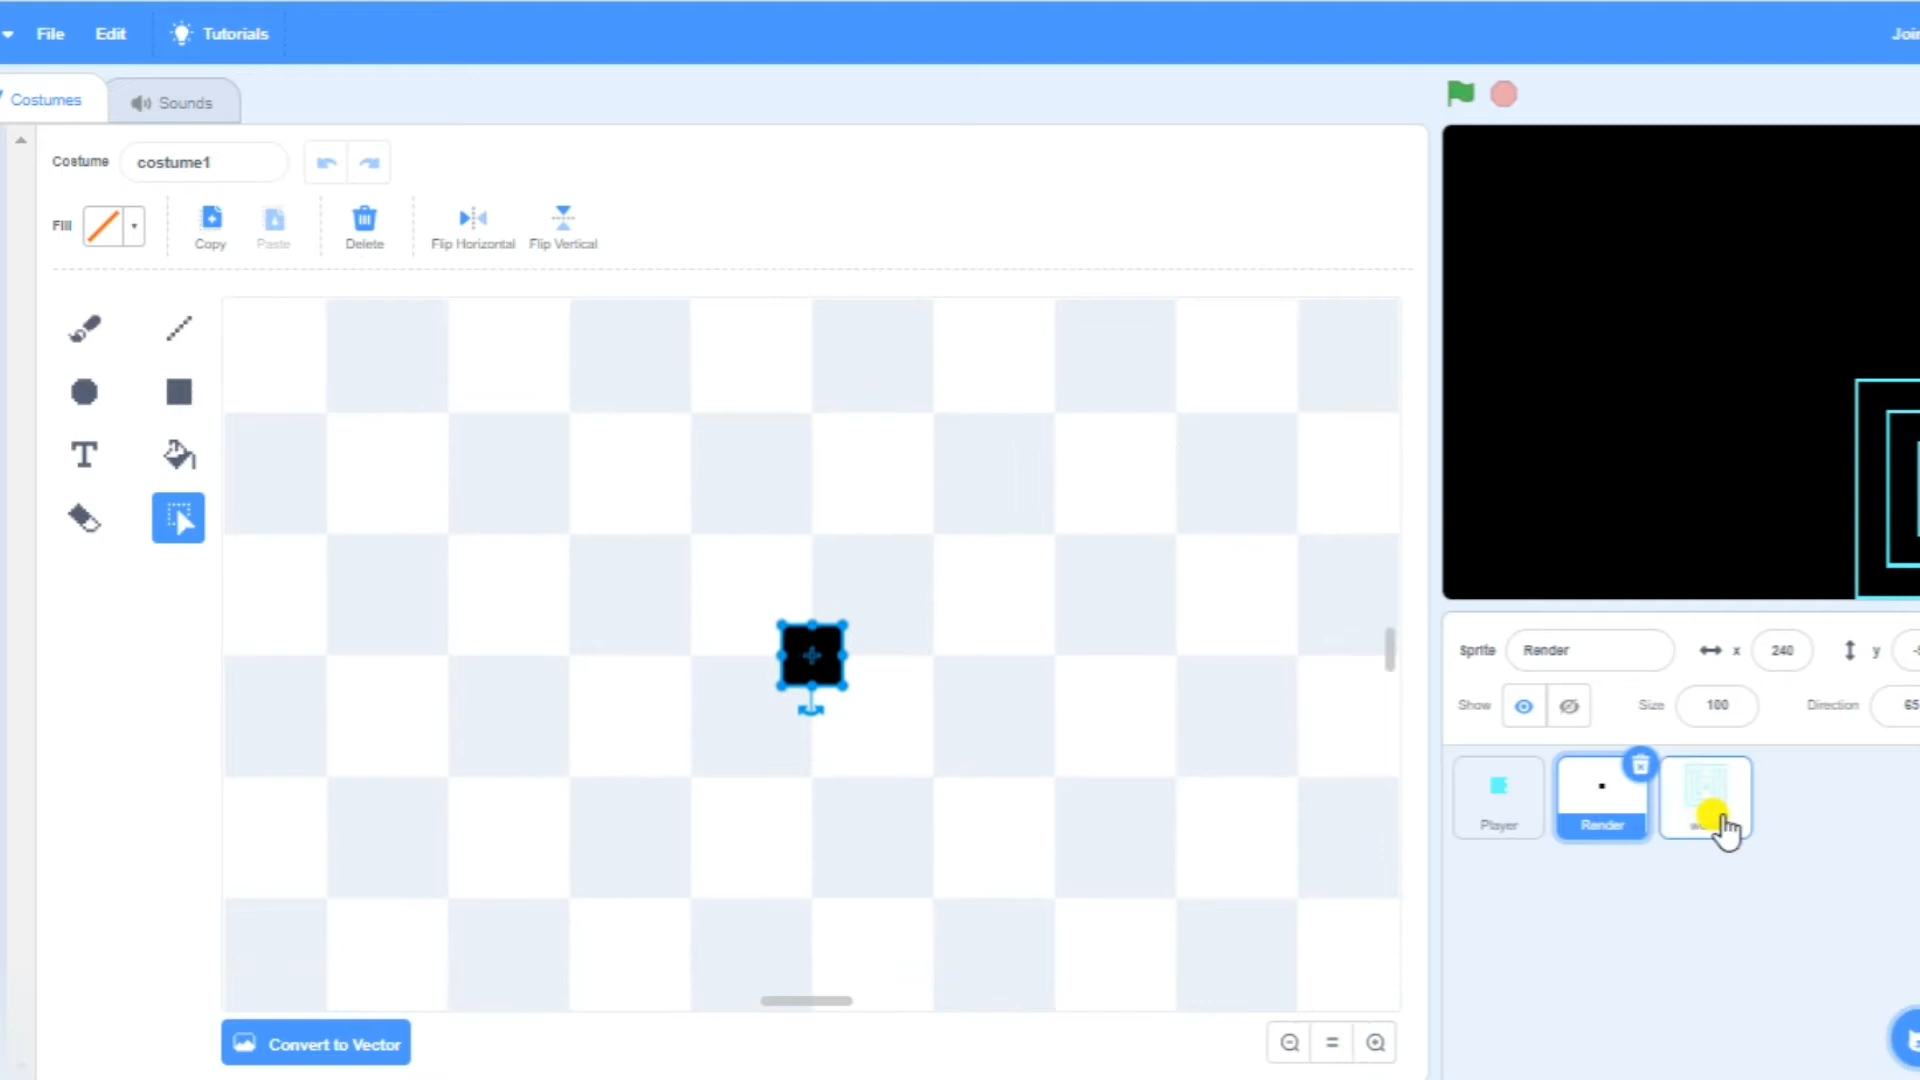 File Edit Tutorials
Costumes Sounds
Costume costume1
Fill Copy Paste Delete Flip Horizontal Flip Vertical
T
Convert to Vector
Sprite Render x 240 y
Show Size 100 Direction 65
Player Render